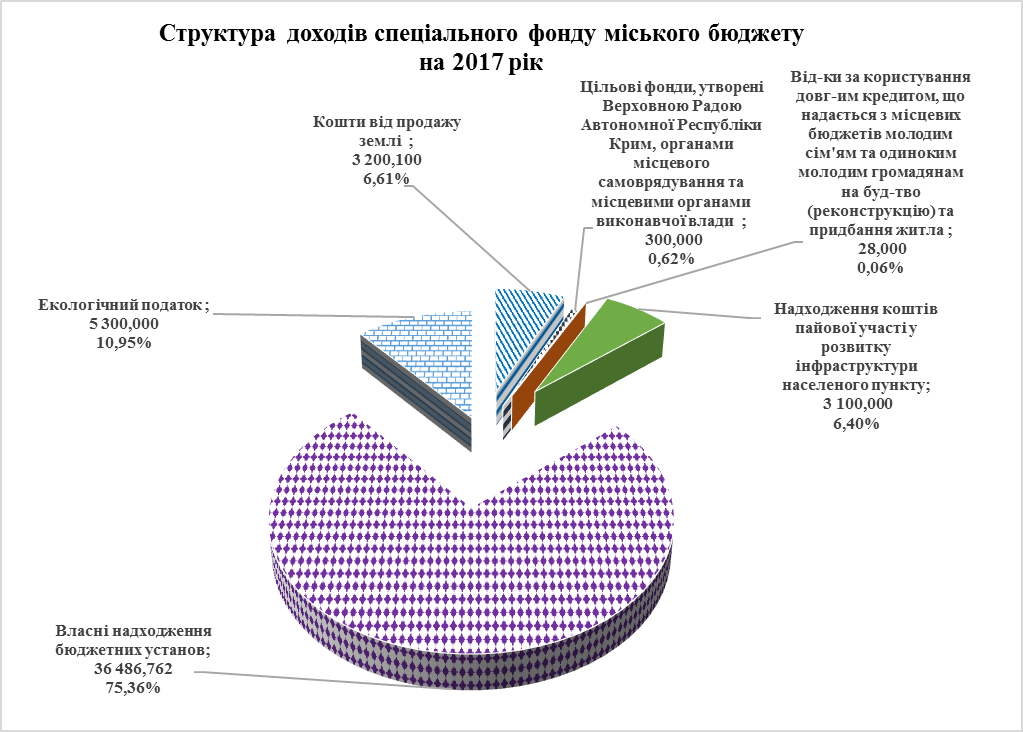 Структура доходів спеціального фонду міського бюджету
на 2017 рік
Кошти від продажу
землі ;
3 200,100
6,61%
Цільові фонди, утворені
Верховною Радою
Автономної Республіки
Крим, органами
місцевого
самоврядування та
місцевими органами
виконавчої влади ;
300,000
0,62%
Від-ки за користування
довг-им кредитом, що
надається з місцевих
бюджетів молодим
сім'ям та одиноким
молодим громадянам
на буд-тво
(реконструкцію) та
придбання житла ;
28,000
0,06%
Екологічний податок ;
5 300,000
10,95%
Надходження коштів
пайової участі у
розвитку
інфраструктури
населеного пункту;
3 100,000
6,40%
Власні надходження
бюджетних установ;
36 486,762
75,36%